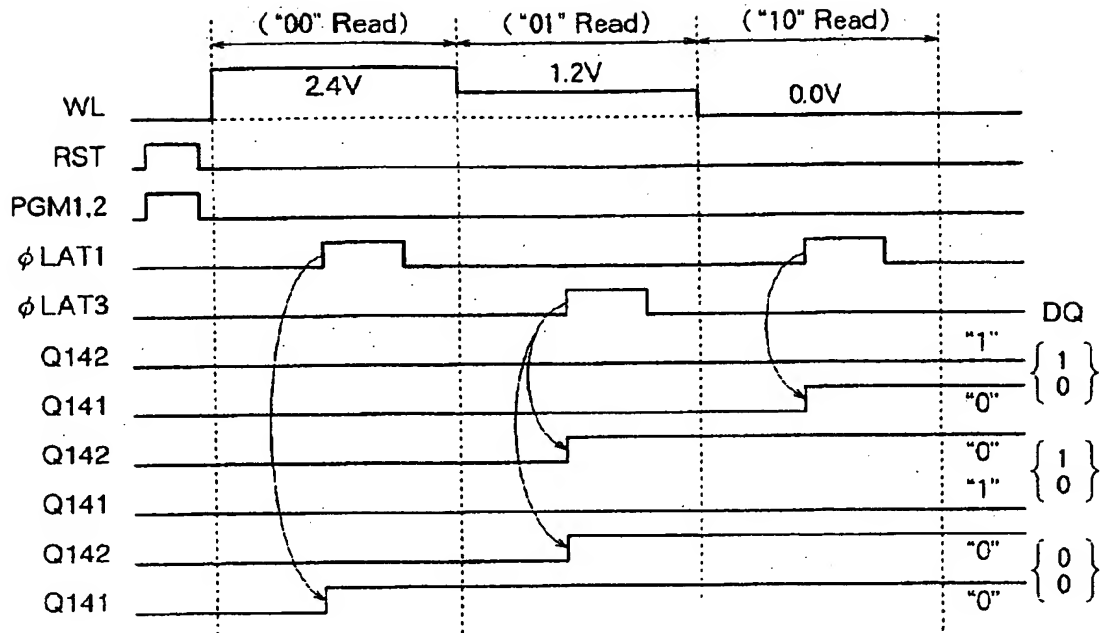 ("00" Read) ("01" Read) ("10" Read)
WL 2.4V 1.2V 0.0V
RST
PGM1,2
φLAT1
φLAT3 DQ
Q142 "1" 1
Q141 "0" 0
Q142 "0" 1
Q141 "1" 0
Q142 "0" 0
Q141 "0" 0